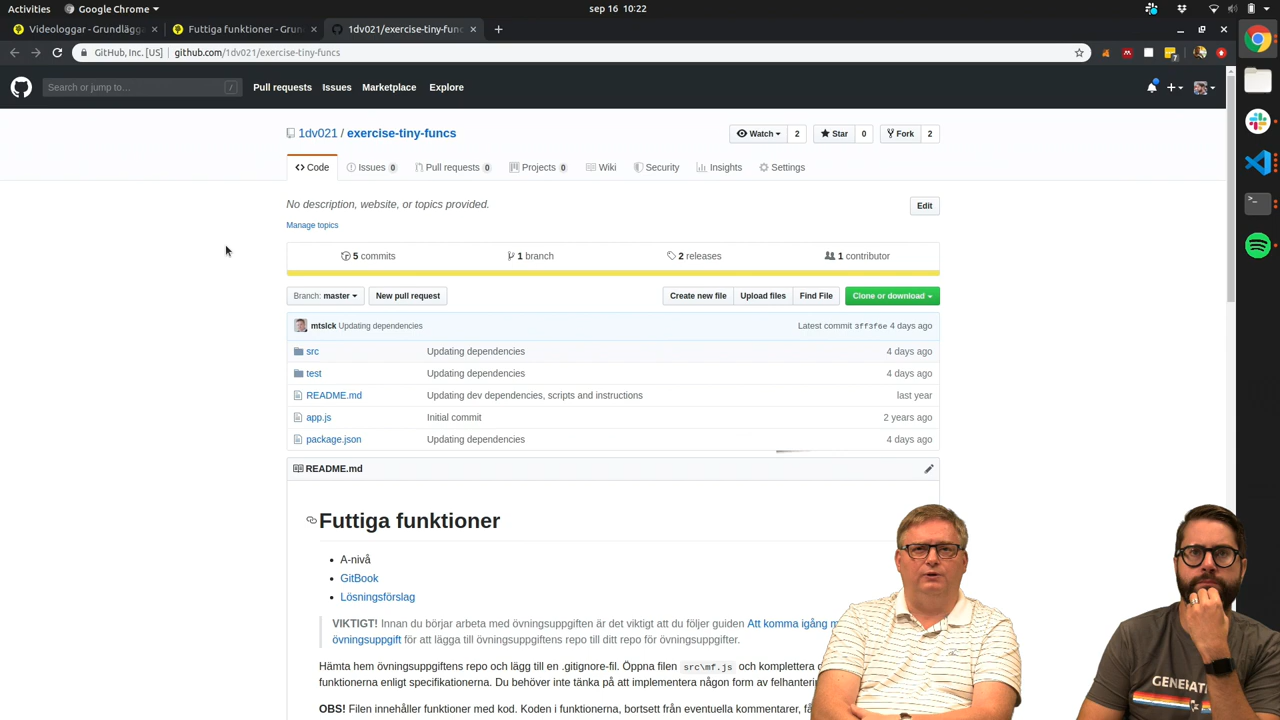 Activities Google Chrome sep 16 10:22
Videologgar - Grundlägga Futtiga funktioner - Grun 1dv021/exercise-tiny-func
GitHub, Inc. [US] github.com/1dv021/exercise-tiny-funcs 7
Search or jump to… / Pull requests Issues Marketplace Explore
1dv021 / exercise-tiny-funcs Watch 2 Star 0 Fork 2
Code Issues 0 Pull requests 0 Projects 0 Wiki Security Insights Settings
No description, website, or topics provided. Edit
Manage topics
5 commits 1 branch 2 releases 1 contributor
Branch: master New pull request Create new file Upload files Find File Clone or download
mtslck Updating dependencies Latest commit 3ff3f6e 4 days ago
src Updating dependencies 4 days ago
test Updating dependencies 4 days ago
README.md Updating dev dependencies, scripts and instructions last year
app.js Initial commit 2 years ago
package.json Updating dependencies 4 days ago
README.md
Futtiga funktioner
A-nivå
GitBook
Lösningsförslag
VIKTIGT! Innan du börjar arbeta med övningsuppgiften är det viktigt att du följer guiden Att komma igång m
övningsuppgift för att lägga till övningsuppgiftens repo till ditt repo för övningsuppgifter.
Hämta hem övningsuppgiftens repo och lägg till en .gitignore-fil. Öppna filen src\mf.js och komplettera
funktionerna enligt specifikationerna. Du behöver inte tänka på att implementera någon form av felhanterin
OBS! Filen innehåller funktioner med kod. Koden i funktionerna, bortsett från eventuella kommentarer, få
GENERAT